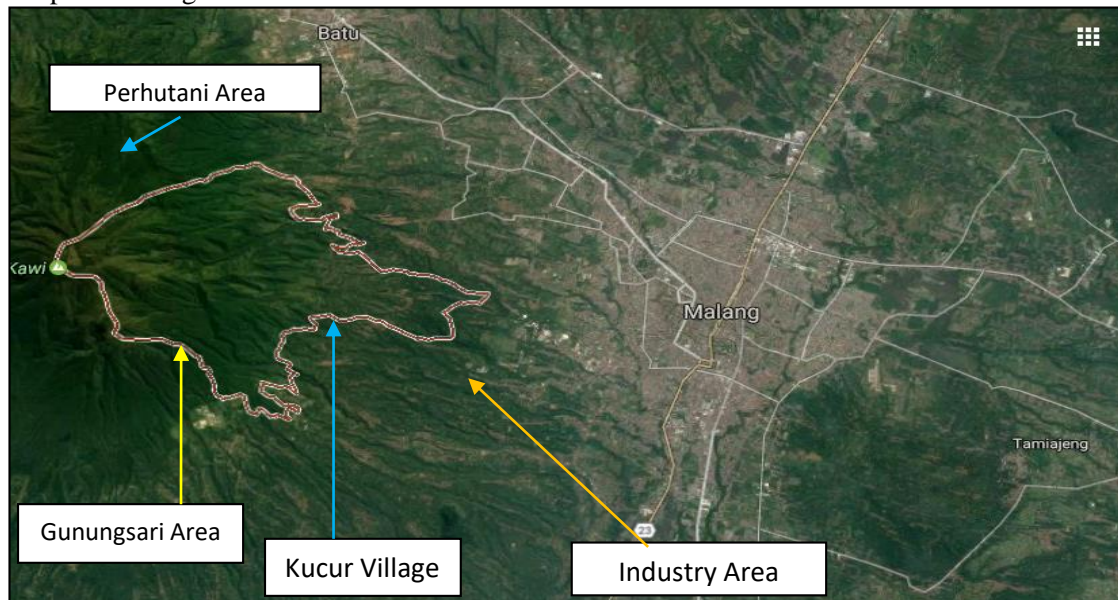 Batu
Perhutani Area
Kawi
Malang
Tamiajeng
Gunungsari Area
23
Kucur Village
Industry Area